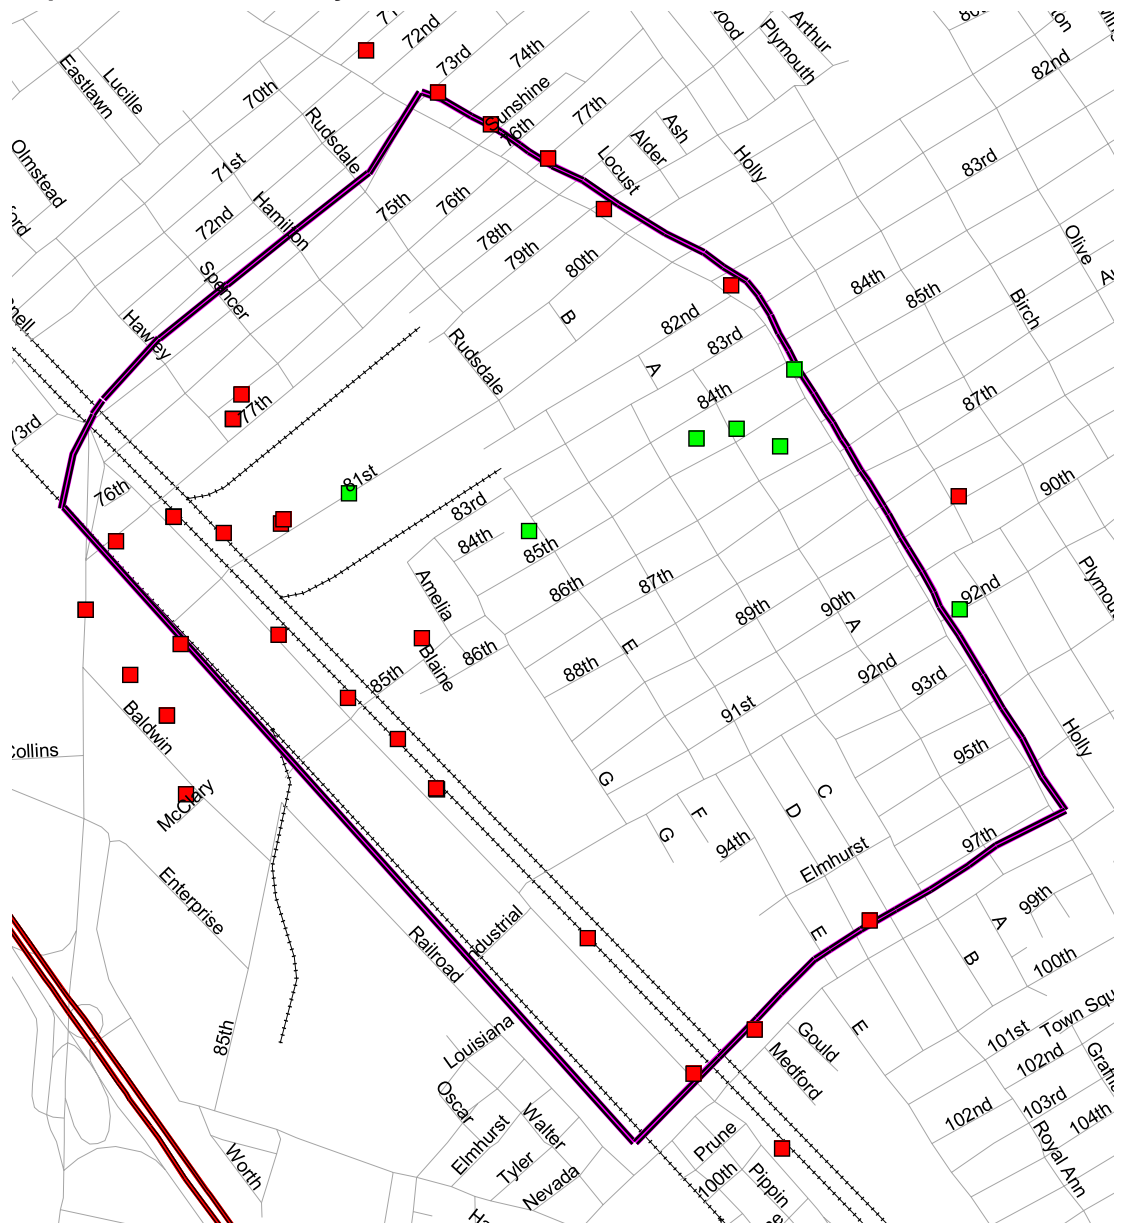 72nd
Arthur
Plymouth
73rd
74th
82nd
Lucille
Eastlawn
70th
Sunshine
77th
Rudsdale
76th
Ash
Alder
Locust
Holly
83rd
Olmstead
71st
75th
76th
72nd
Hamilton
78th
79th
80th
Olive
Spencer
84th
85th
Birch
Hawley
B
82nd
83rd
Rudsdale
A
84th
87th
77th
73rd
81st
90th
76th
83rd
84th
85th
86th
87th
Amelia
89th
90th
92nd
A
E
Blaine
86th
88th
85th
92nd
93rd
91st
Baldwin
Collins
Holly
95th
G
C
D
McClary
F
G
94th
97th
Elmhurst
Enterprise
99th
A
Industrial
Railroad
E
B
100th
85th
Louisiana
Gould
E
101st
Town Squ
Medford
102nd
Oscar
Walter
Elmhurst
Tyler
Nevada
Prune
Pippin
100th
102nd
103rd
104th
Royal Ann
Worth